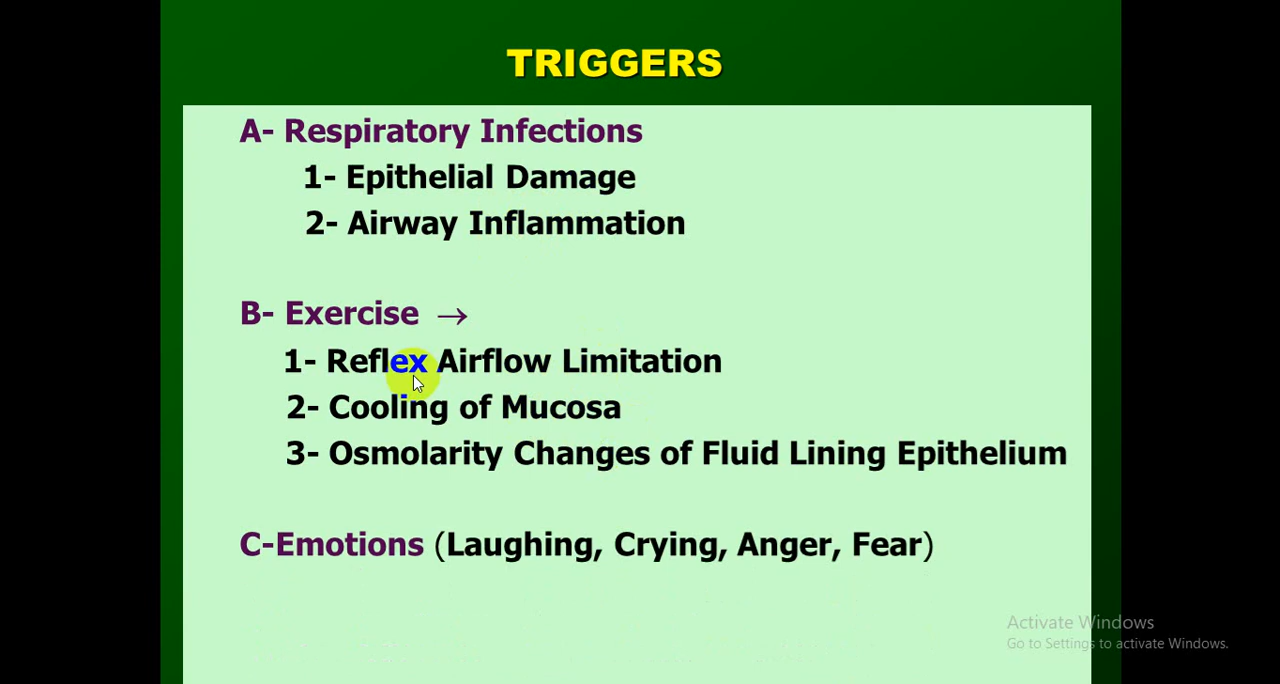 TRIGGERS
A- Respiratory Infections
1- Epithelial Damage
2- Airway Inflammation
B- Exercise →
1- Reflex Airflow Limitation
2- Cooling of Mucosa
3- Osmolarity Changes of Fluid Lining Epithelium
C-Emotions (Laughing, Crying, Anger, Fear)
Activate Windows
Go to Settings to activate Windows.